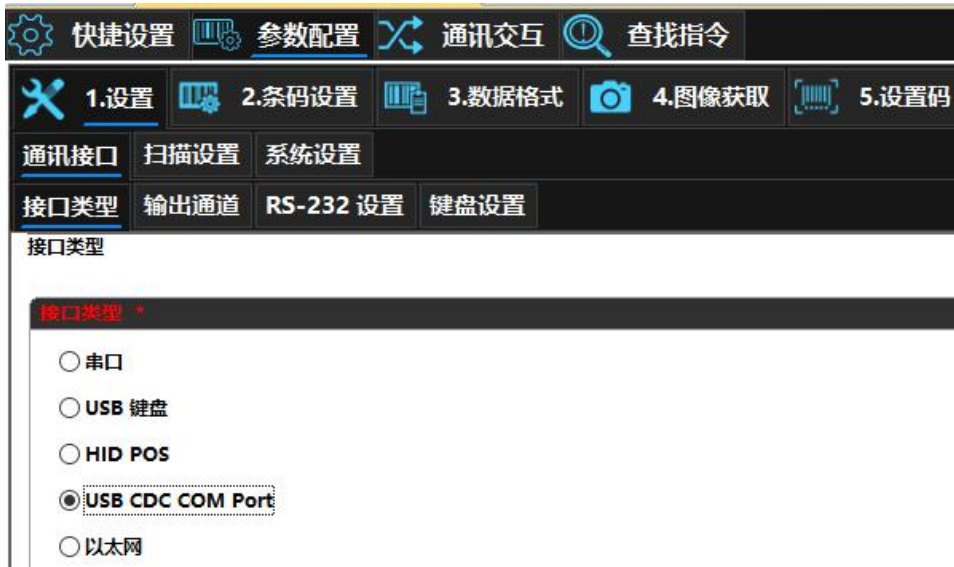 快捷设置 参数配置 通讯交互 查找指令
1.设置 2.条码设置 3.数据格式 4.图像获取 5.设置码
通讯接口 扫描设置 系统设置
接口类型 输出通道 RS-232 设置 键盘设置
接口类型
接口类型 *
串口
USB 键盘
HID POS
USB CDC COM Port
以太网